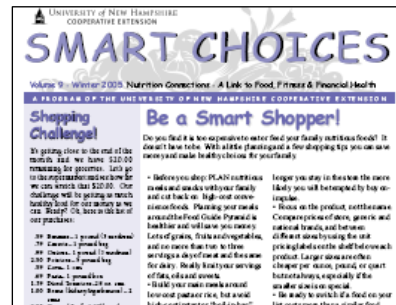 UNIVERSITY of NEW HAMPSHIRE
COOPERATIVE EXTENSION
SMART CHOICES
Volume 9 - Winter 2005 Nutrition Connections - A Link to Food, Fitness & Financial Health
A PROGRAM OF THE UNIVERSITY OF NEW HAMPSHIRE COOPERATIVE EXTENSION
Shopping
Challenge!
It's getting close to the end of the
month and we have $20.00
remaining for groceries. Let's go
to the supermarket and see how far
we can stretch that $20.00. Our
challenge will be getting as much
healthy food for our money as we
can. Ready? Ok, here is the list of
our purchases:
Be a Smart Shopper!
Do you find it is too expensive to eat or feed your family nutritious foods? It
doesn't have to be. With a little planning and a few shopping tips you can save
money and make healthy choices for your family.
• Before you shop: PLAN nutritious
meals and snacks with your family
and cut back on high-cost conve-
nience foods. Planning your meals
around the Food Guide Pyramid is
healthier and will save you money.
Lots of grains, fruits and vegetables,
and no more than two to three
servings a day of meat and the same
for dairy. Really limit your servings
of fats, oils and sweets.
• Build your main meals around
low-cost pasta or rice, but avoid
longer you stay in the store the more
likely you will be tempted by buy on-
impulse.
• Focus on the product, not the name.
Compare prices of store, generic and
national brands, and between
different sizes by using the unit
pricing labels on the shelf below each
product. Larger sizes are often
cheaper per ounce, pound, or quart
but not always, especially if the
smaller size is on special.
• Be ready to switch if a food on your